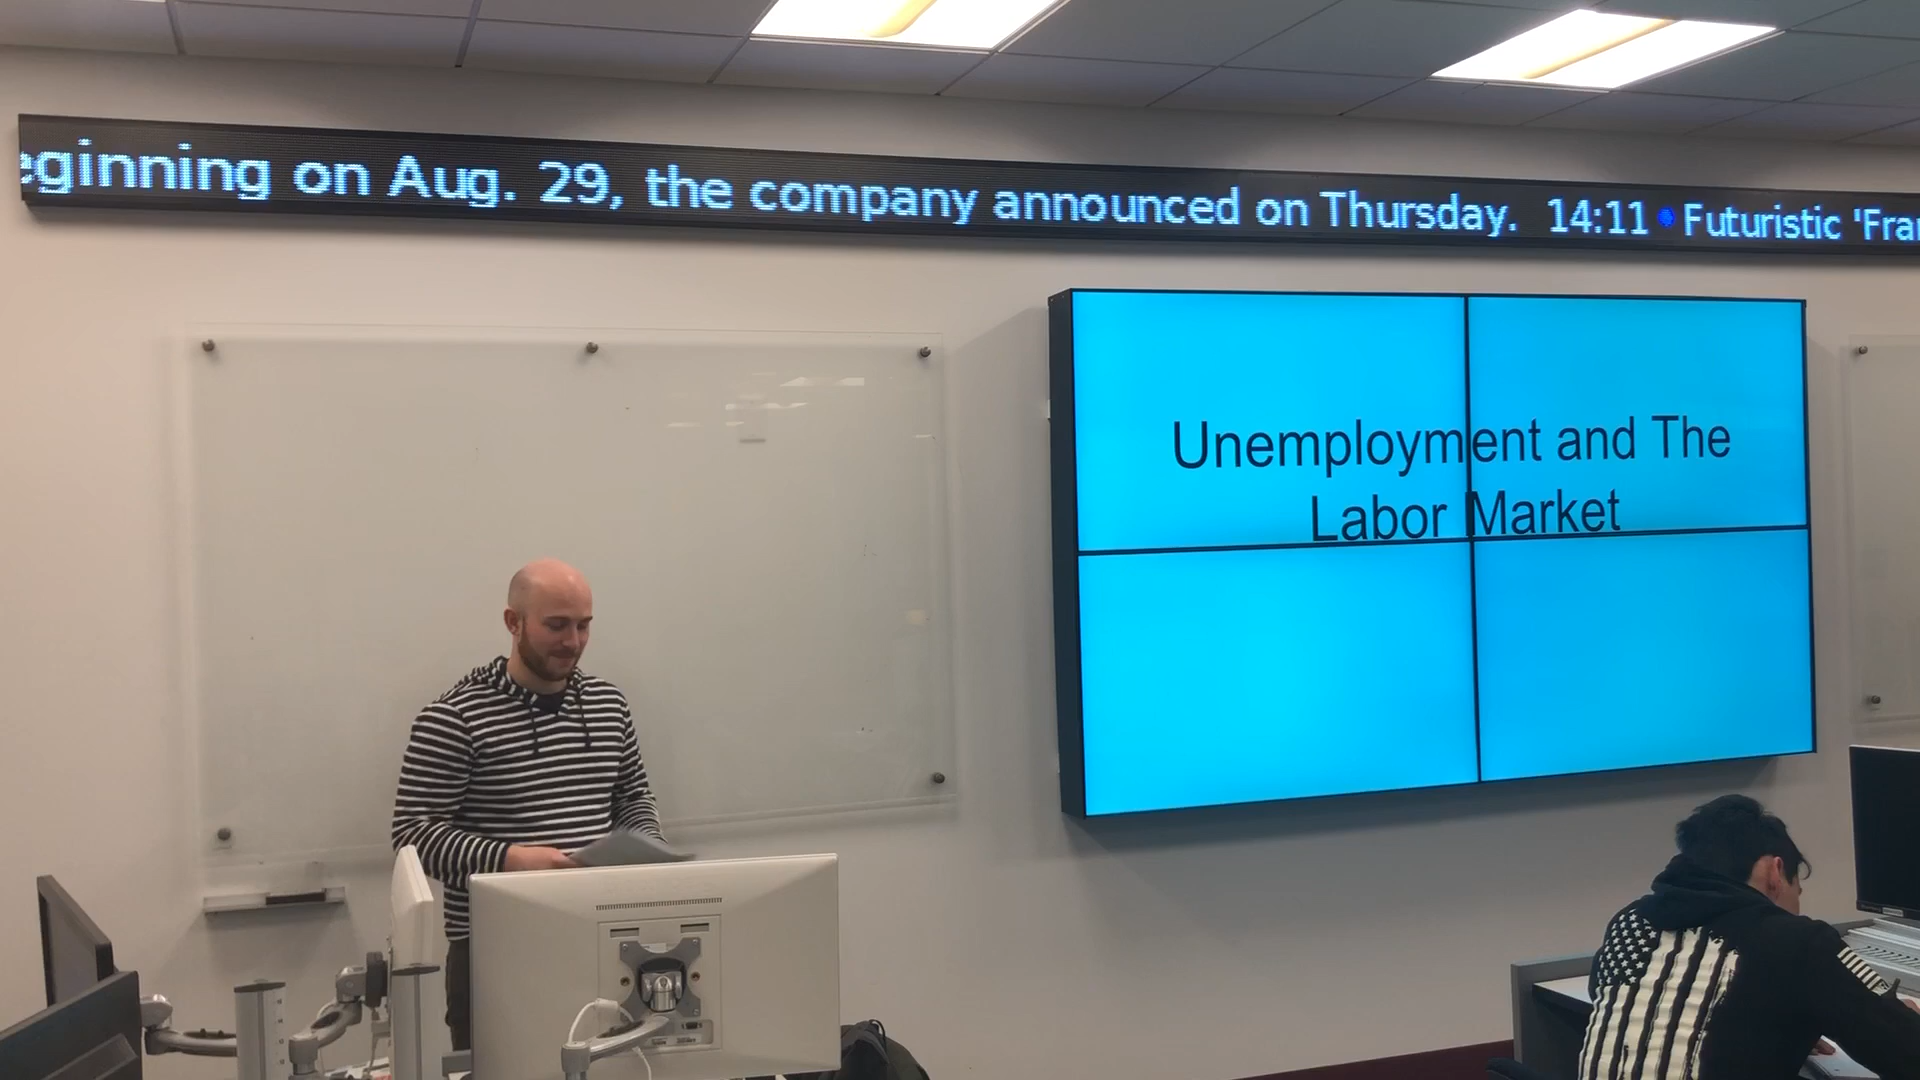 eginning on Aug. 29, the company announced on Thursday. 14:11 • Futuristic 'Fra
Unemployment and The
Labor Market